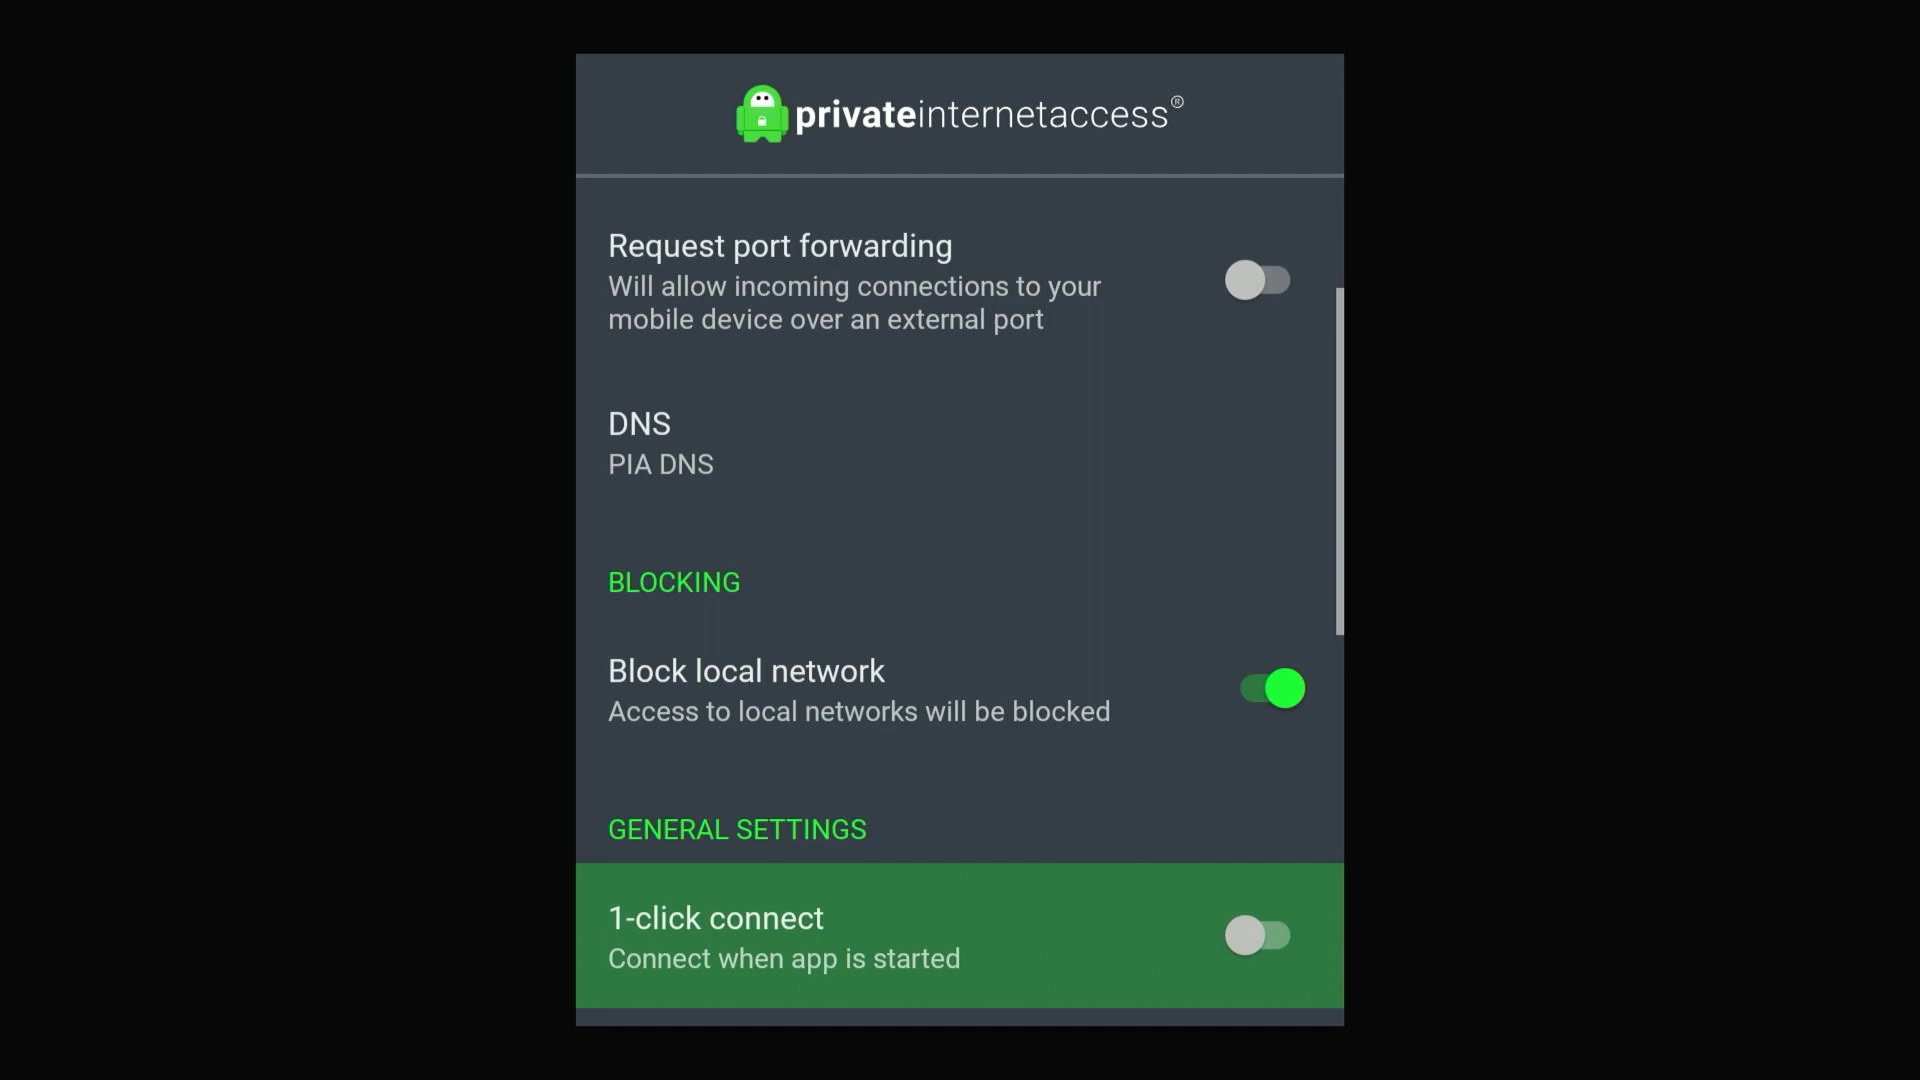 privateinternetaccess®
Request port forwarding
Will allow incoming connections to your
mobile device over an external port
DNS
PIA DNS
BLOCKING
Block local network
Access to local networks will be blocked
GENERAL SETTINGS
1-click connect
Connect when app is started